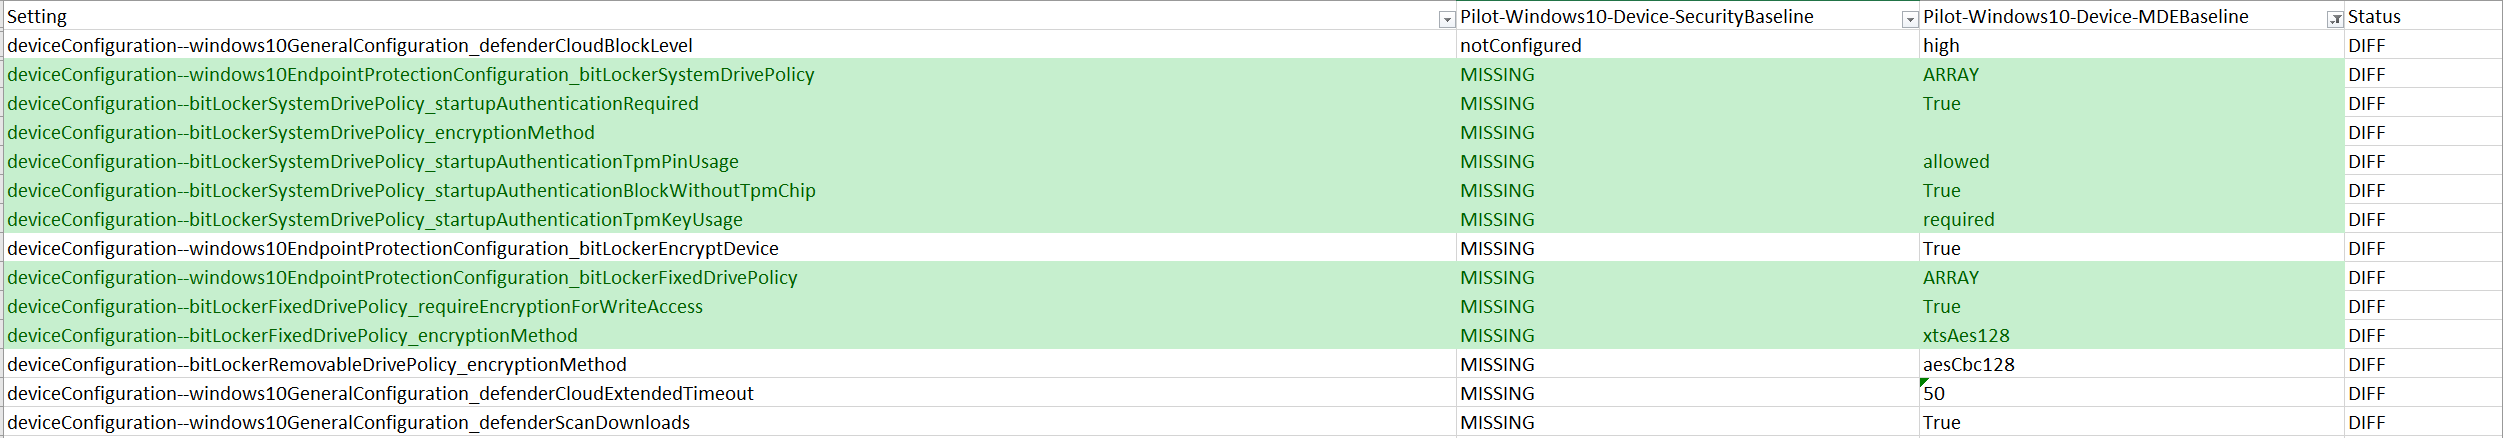 Setting Pilot-Windows10-Device-SecurityBaseline Pilot-Windows10-Device-MDEBaseline Status
deviceConfiguration--windows10GeneralConfiguration_defenderCloudBlockLevel notConfigured high DIFF
deviceConfiguration--windows10EndpointProtectionConfiguration_bitLockerSystemDrivePolicy MISSING ARRAY DIFF
deviceConfiguration--bitLockerSystemDrivePolicy_startupAuthenticationRequired MISSING True DIFF
deviceConfiguration--bitLockerSystemDrivePolicy_encryptionMethod MISSING DIFF
deviceConfiguration--bitLockerSystemDrivePolicy_startupAuthenticationTpmPinUsage MISSING allowed DIFF
deviceConfiguration--bitLockerSystemDrivePolicy_startupAuthenticationBlockWithoutTpmChip MISSING True DIFF
deviceConfiguration--bitLockerSystemDrivePolicy_startupAuthenticationTpmKeyUsage MISSING required DIFF
deviceConfiguration--windows10EndpointProtectionConfiguration_bitLockerEncryptDevice MISSING True DIFF
deviceConfiguration--windows10EndpointProtectionConfiguration_bitLockerFixedDrivePolicy MISSING ARRAY DIFF
deviceConfiguration--bitLockerFixedDrivePolicy_requireEncryptionForWriteAccess MISSING True DIFF
deviceConfiguration--bitLockerFixedDrivePolicy_encryptionMethod MISSING xtsAes128 DIFF
deviceConfiguration--bitLockerRemovableDrivePolicy_encryptionMethod MISSING aesCbc128 DIFF
deviceConfiguration--windows10GeneralConfiguration_defenderCloudExtendedTimeout MISSING 50 DIFF
deviceConfiguration--windows10GeneralConfiguration_defenderScanDownloads MISSING True DIFF